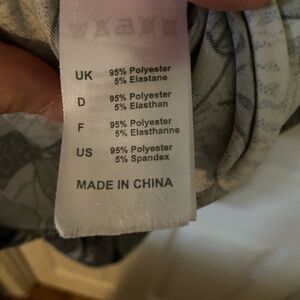 UK 95% Polyester
5% Elastane
D 95% Polyester
5% Elasthan
F 95% Polyester
5% Elasthanne
US 95% Polyester
5% Spandex
MADE IN CHINA